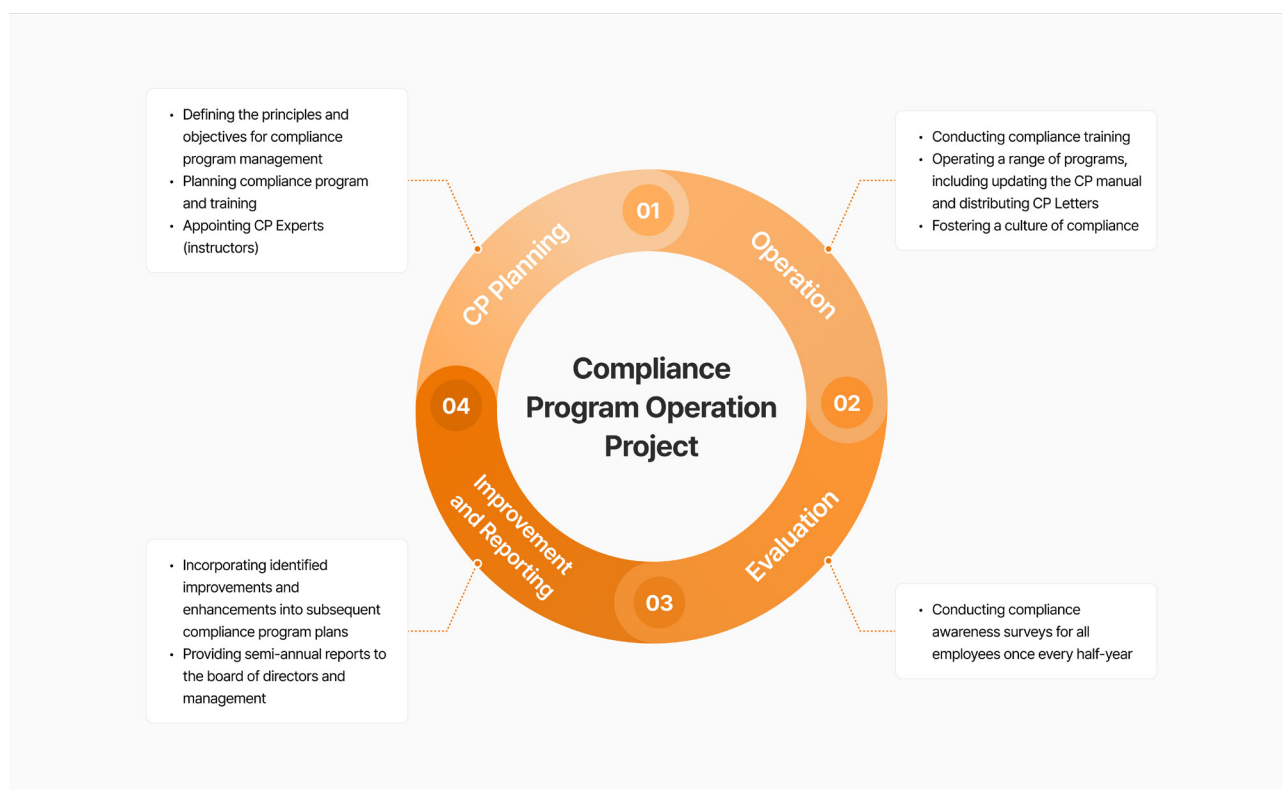 • Defining the principles and
objectives for compliance
program management
• Planning compliance program
and training
• Appointing CP Experts
(instructors)
• Conducting compliance training
• Operating a range of programs,
including updating the CP manual
and distributing CP Letters
• Fostering a culture of compliance
01
CP Planning
Operation
Compliance
Program Operation
Project
04
02
Improvement
and Reporting
Evaluation
03
• Incorporating identified
improvements and
enhancements into subsequent
compliance program plans
• Providing semi-annual reports to
the board of directors and
management
• Conducting compliance
awareness surveys for all
employees once every half-year